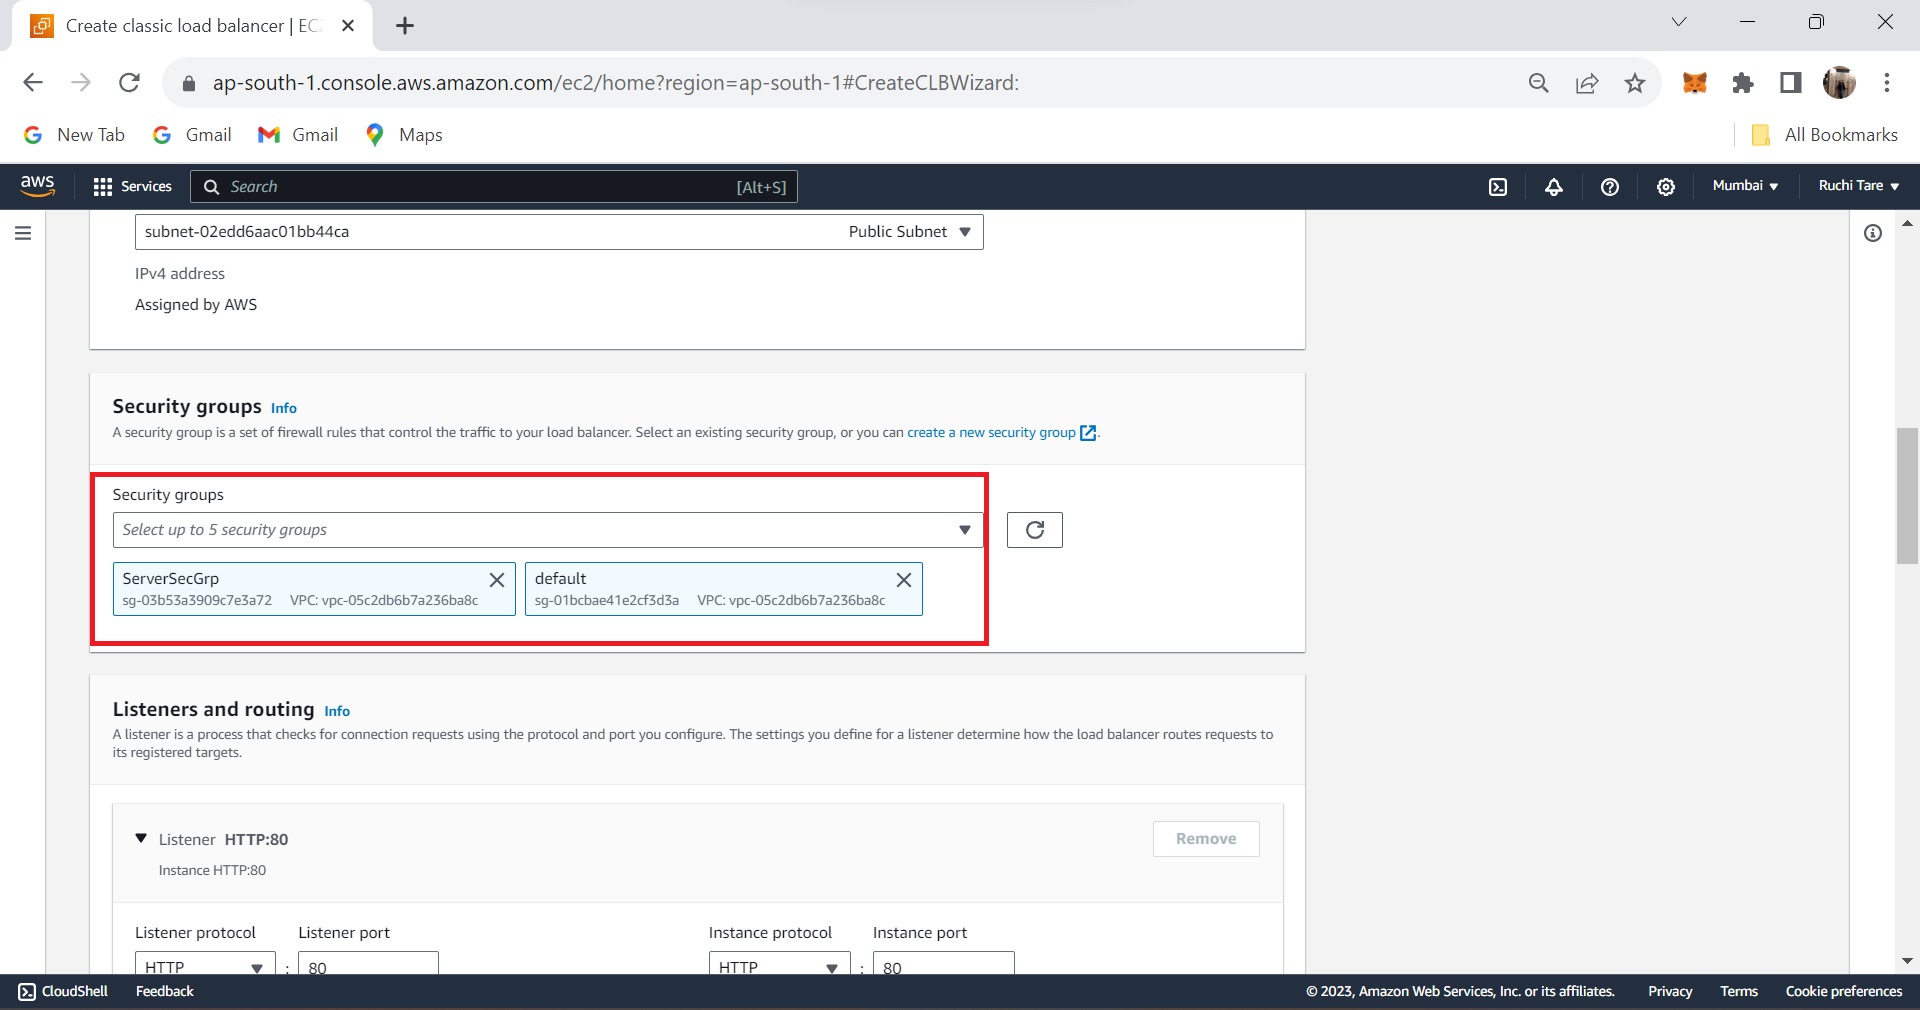 Create classic load balancer | EC
ap-south-1.console.aws.amazon.com/ec2/home?region=ap-south-1#CreateCLBWizard:
New Tab Gmail Gmail Maps All Bookmarks
aws Services Search [Alt+S] Mumbai Ruchi Tare
subnet-02edd6aac01bb44ca Public Subnet
IPv4 address
Assigned by AWS
Security groups Info
A security group is a set of firewall rules that control the traffic to your load balancer. Select an existing security group, or you can create a new security group.
Security groups
Select up to 5 security groups
ServerSecGrp default
sg-03b53a3909c7e3a72 VPC: vpc-05c2db6b7a236ba8c sg-01bcbae41e2cf3d3a VPC: vpc-05c2db6b7a236ba8c
Listeners and routing Info
A listener is a process that checks for connection requests using the protocol and port you configure. The settings you define for a listener determine how the load balancer routes requests to
its registered targets.
Listener HTTP:80 Remove
Instance HTTP:80
Listener protocol Listener port Instance protocol Instance port
HTTP : 80 HTTP : 80
CloudShell Feedback © 2023, Amazon Web Services, Inc. or its affiliates. Privacy Terms Cookie preferences